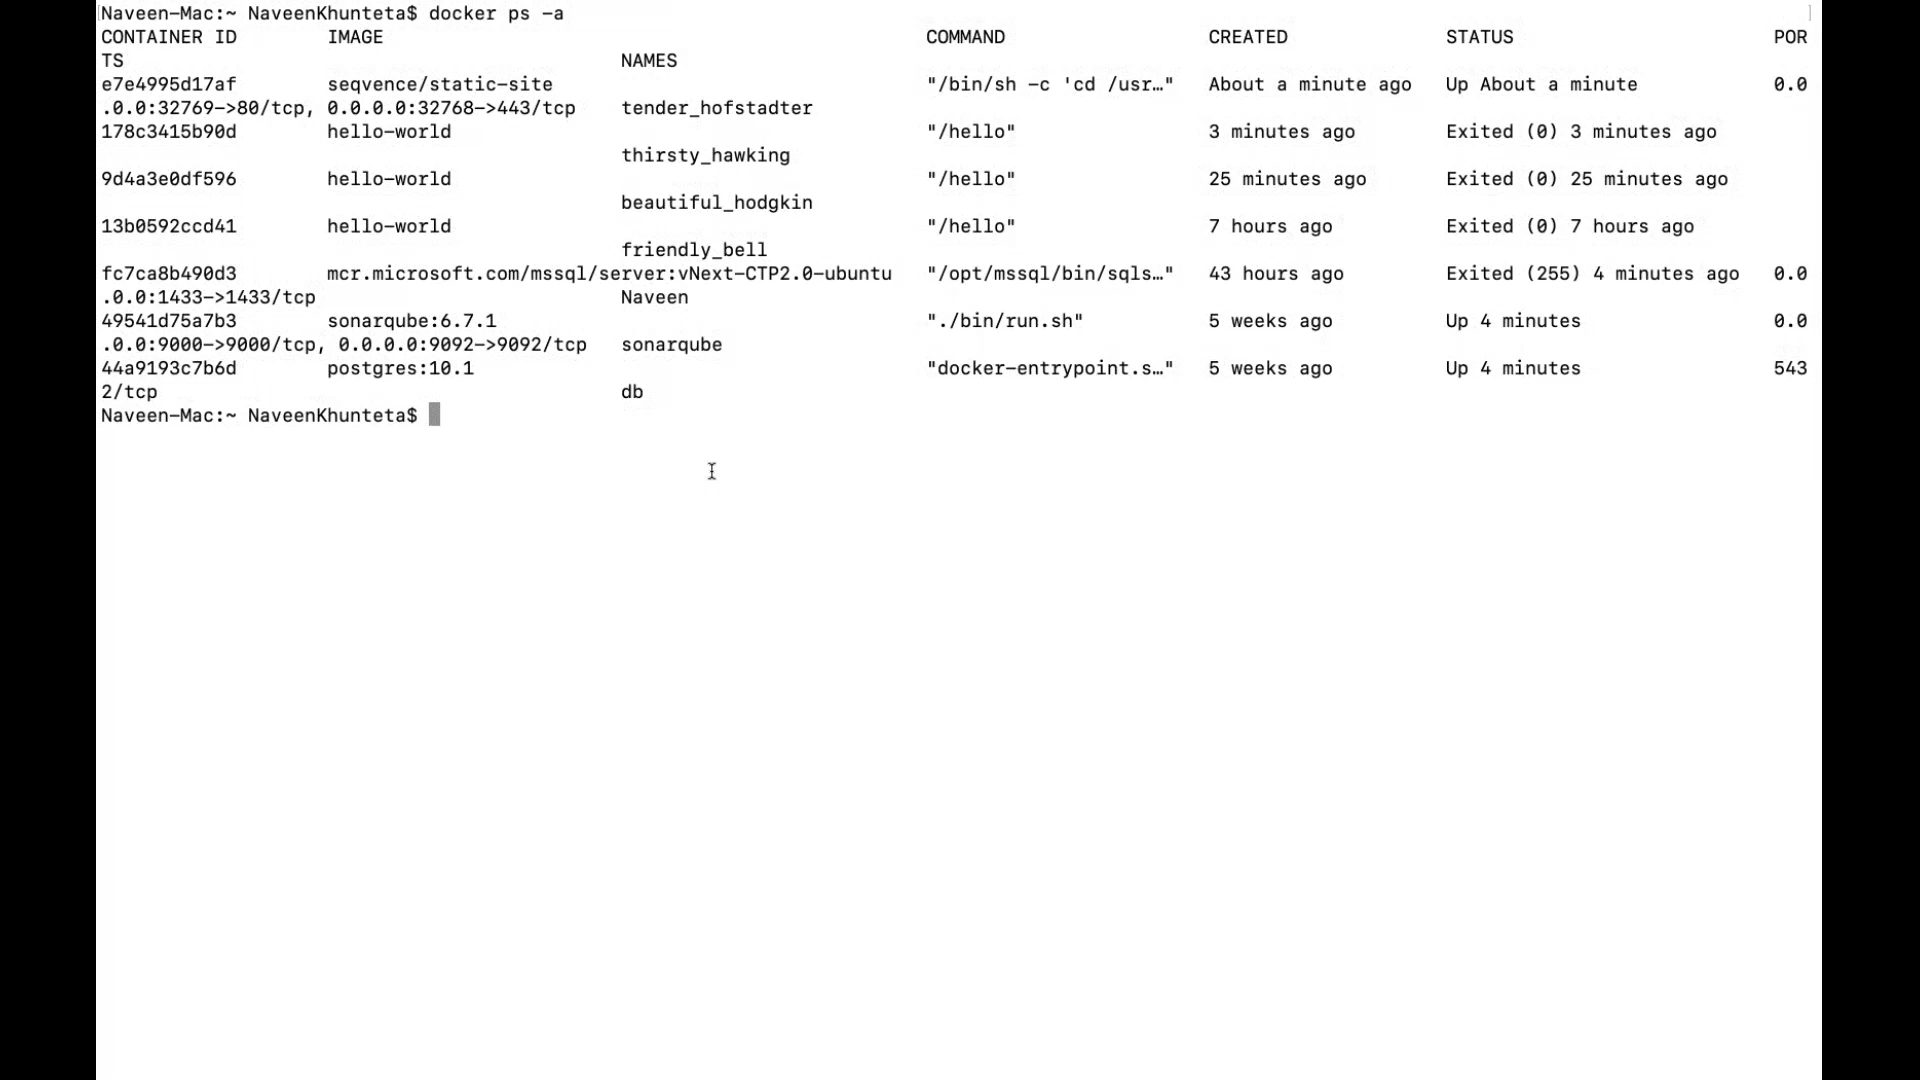 Naveen-Mac:~ NaveenKhunteta$ docker ps -a
CONTAINER ID        IMAGE                                                 COMMAND                  CREATED              STATUS                       POR
TS                                            NAMES
e7e4995d17af        seqvence/static-site                                  "/bin/sh -c 'cd /usr…"   About a minute ago   Up About a minute            0.0
.0.0:32769->80/tcp, 0.0.0.0:32768->443/tcp    tender_hofstadter
178c3415b90d        hello-world                                           "/hello"                 3 minutes ago        Exited (0) 3 minutes ago
                                              thirsty_hawking
9d4a3e0df596        hello-world                                           "/hello"                 25 minutes ago       Exited (0) 25 minutes ago
                                              beautiful_hodgkin
13b0592ccd41        hello-world                                           "/hello"                 7 hours ago          Exited (0) 7 hours ago
                                              friendly_bell
fc7ca8b490d3        mcr.microsoft.com/mssql/server:vNext-CTP2.0-ubuntu   "/opt/mssql/bin/sqls…"   43 hours ago         Exited (255) 4 minutes ago   0.0
.0.0:1433->1433/tcp                           Naveen
49541d75a7b3        sonarqube:6.7.1                                       "./bin/run.sh"           5 weeks ago          Up 4 minutes                 0.0
.0.0:9000->9000/tcp, 0.0.0.0:9092->9092/tcp   sonarqube
44a9193c7b6d        postgres:10.1                                         "docker-entrypoint.s…"   5 weeks ago          Up 4 minutes                 543
2/tcp                                         db
Naveen-Mac:~ NaveenKhunteta$